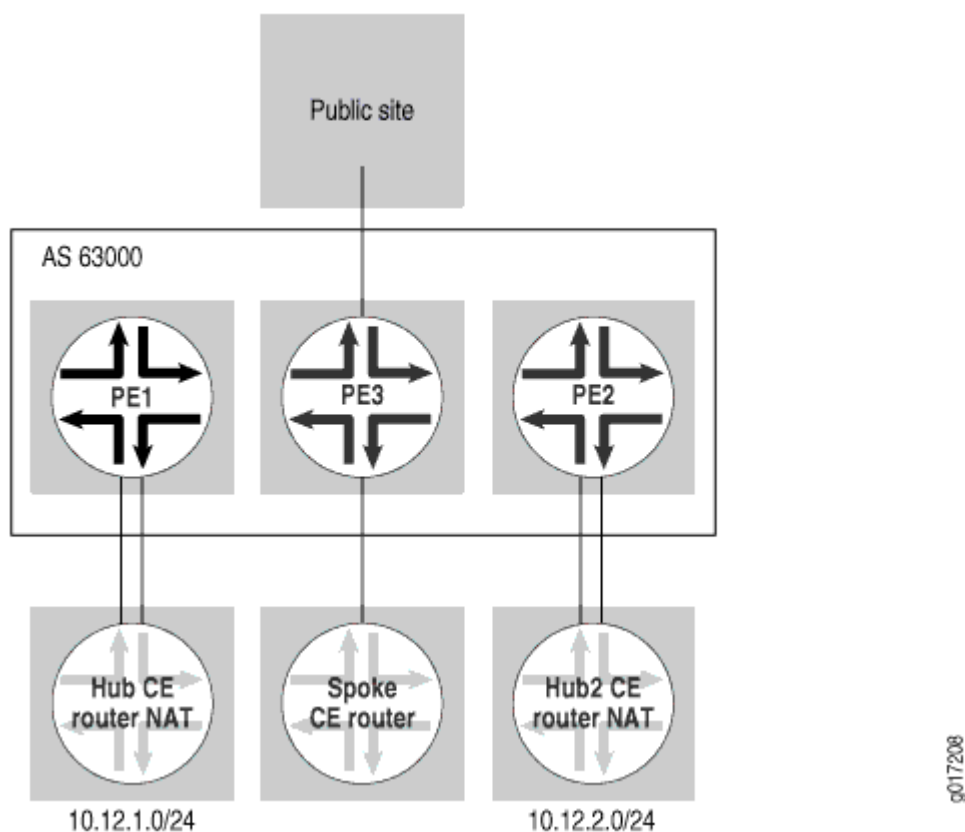 Public site
AS 63000
PE1
PE3
PE2
Hub CE
router NAT
Spoke
CE router
Hub2 CE
router NAT
10.12.1.0/24
10.12.2.0/24
g017208